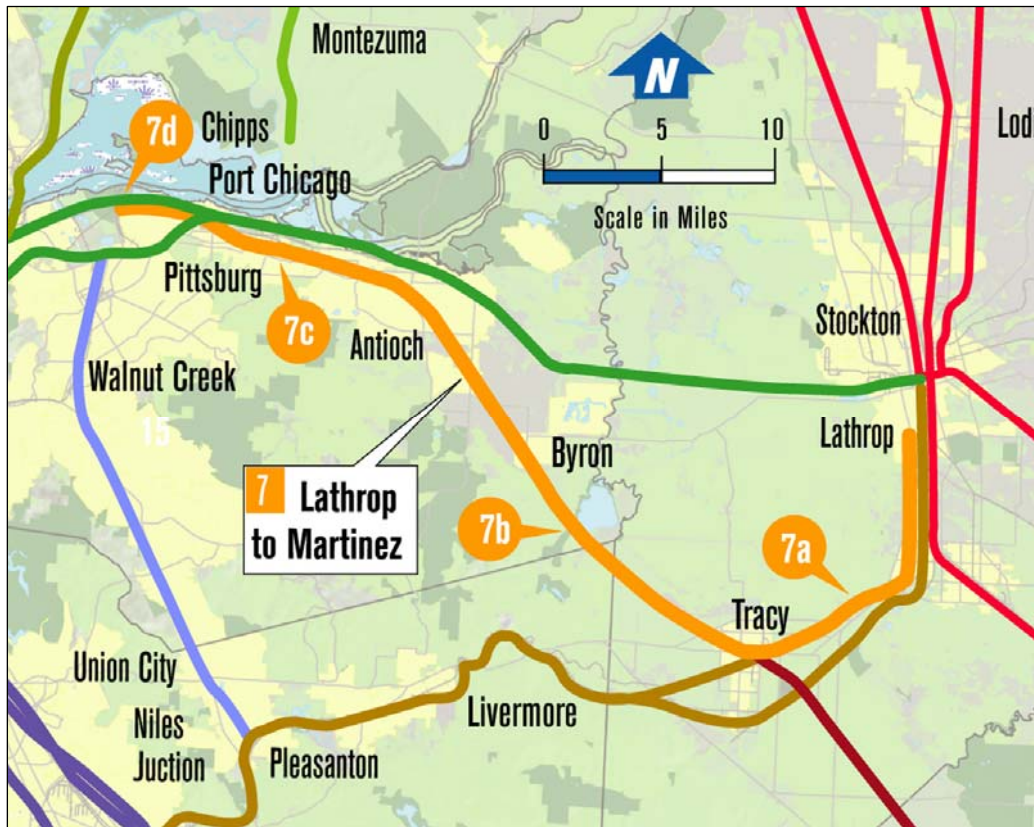 Montezuma
N
7d
Chipps
0 5 10
Lod
Port Chicago
Scale in Miles
Pittsburg
7c
Stockton
Antioch
Walnut Creek
15
Lathrop
Byron
7 Lathrop
to Martinez
7b
7a
Tracy
Union City
Livermore
Niles
Juction
Pleasanton